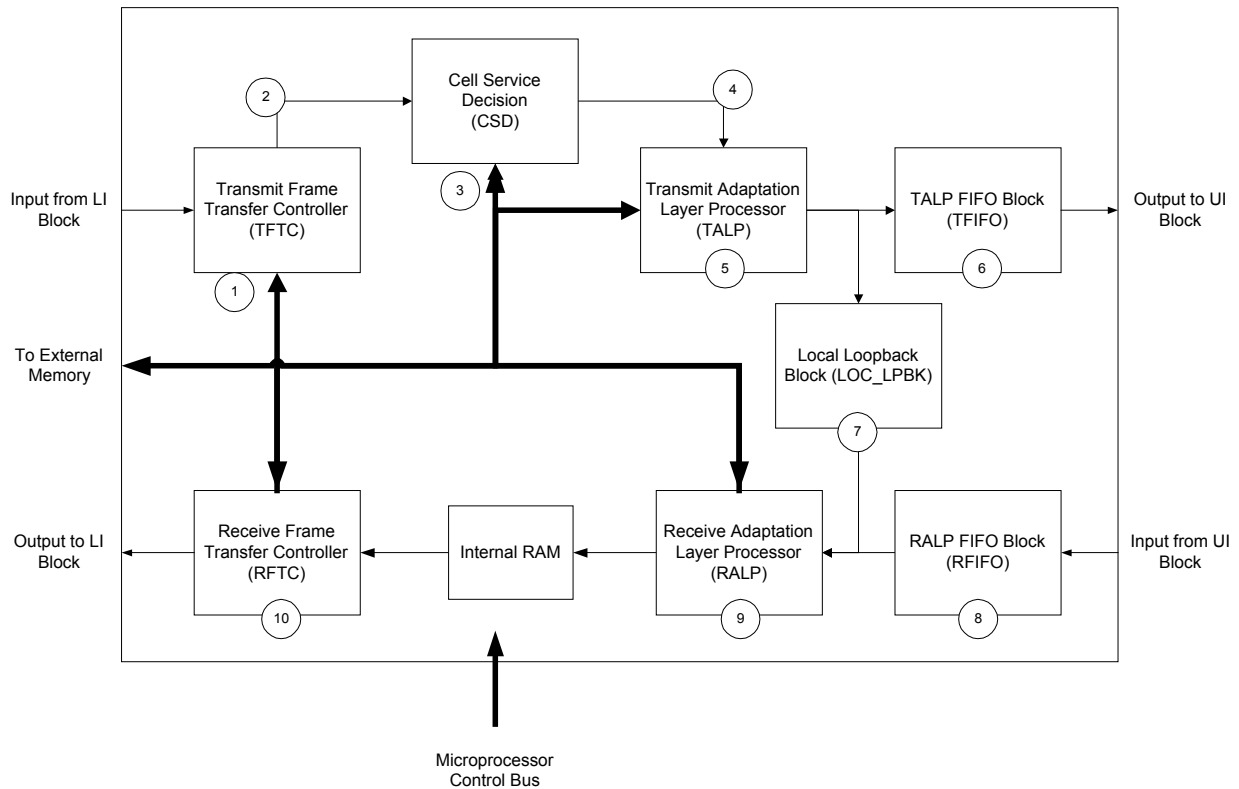 Cell Service
Decision
(CSD)
2
4
3
Input from LI
Block
Transmit Frame
Transfer Controller
(TFTC)
1
Transmit Adaptation
Layer Processor
(TALP)
5
TALP FIFO Block
(TFIFO)
6
Output to UI
Block
To External
Memory
Local Loopback
Block (LOC_LPBK)
7
Output to LI
Block
Receive Frame
Transfer Controller
(RFTC)
10
Internal RAM
Receive Adaptation
Layer Processor
(RALP)
9
RALP FIFO Block
(RFIFO)
8
Input from UI
Block
Microprocessor
Control Bus